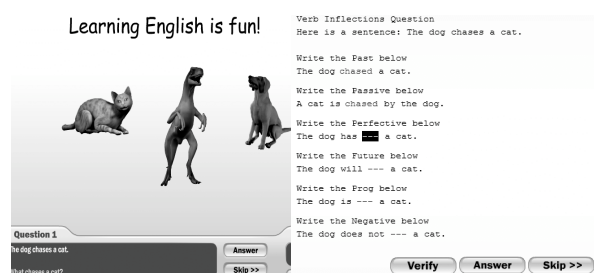 Learning English is fun!
Question 1
The dog chases a cat.
What chases a cat?
Answer
Skip >>
Verb Inflections Question
Here is a sentence: The dog chases a cat.
Write the Past below
The dog chased a cat.
Write the Passive below
A cat is chased by the dog.
Write the Perfective below
The dog has --- a cat.
Write the Future below
The dog will --- a cat.
Write the Prog below
The dog is --- a cat.
Write the Negative below
The dog does not --- a cat.
Verify
Answer
Skip >>